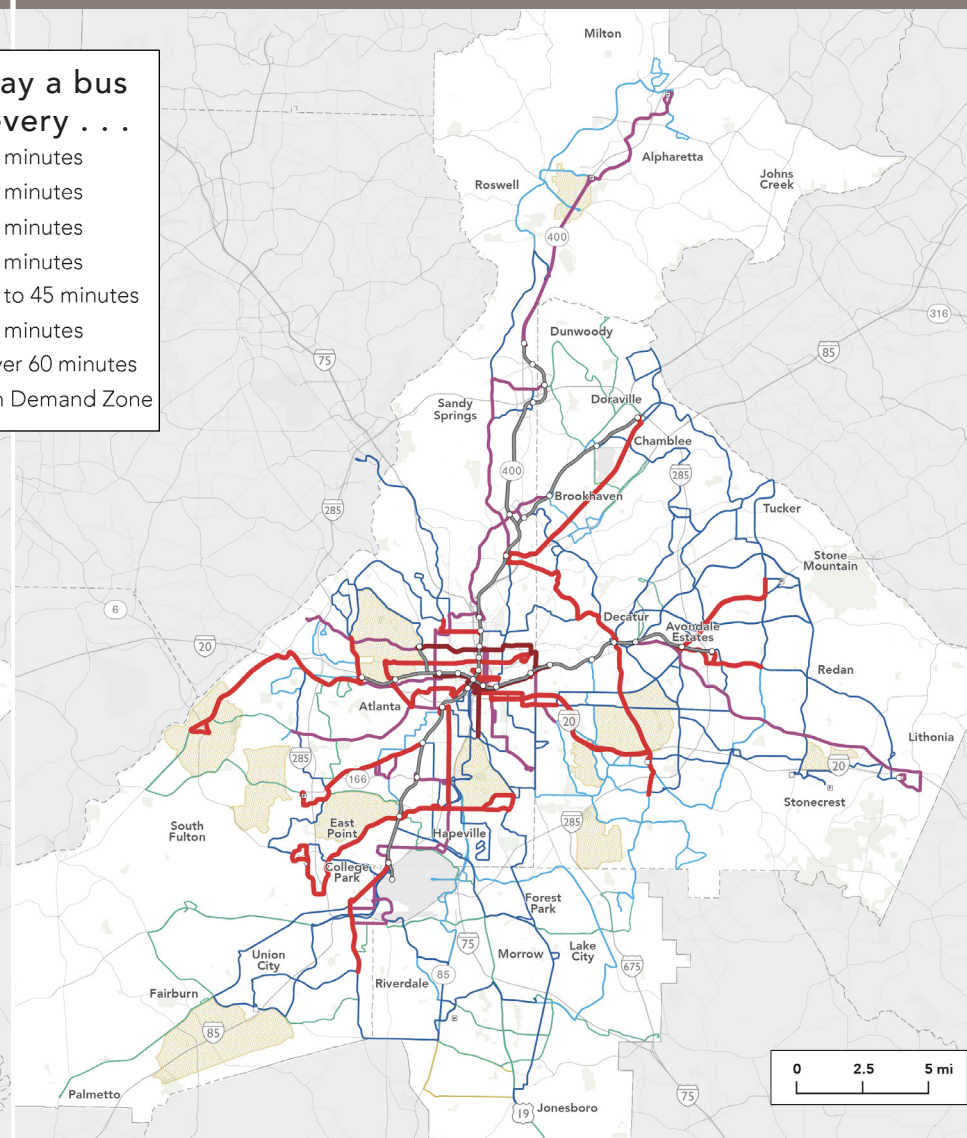 ay a bus
very . . .
minutes
minutes
minutes
minutes
to 45 minutes
minutes
ver 60 minutes
n Demand Zone
Milton
Alpharetta
Johns
Creek
Roswell
400
316
Dunwoody
75
85
Doraville
Sandy
Springs
Chamblee
400
285
Brookhaven
285
Tucker
Stone
Mountain
6
20
Decatur
Avondale
Estates
Redan
Atlanta
20
Lithonia
285
20
166
Stonecrest
South
Fulton
East
Point
Hapeville
285
College
Park
Forest
Park
75
Morrow
Lake
City
Union
City
85
675
Riverdale
Fairburn
85
Palmetto
19
Jonesboro
75
0 2.5 5 mi